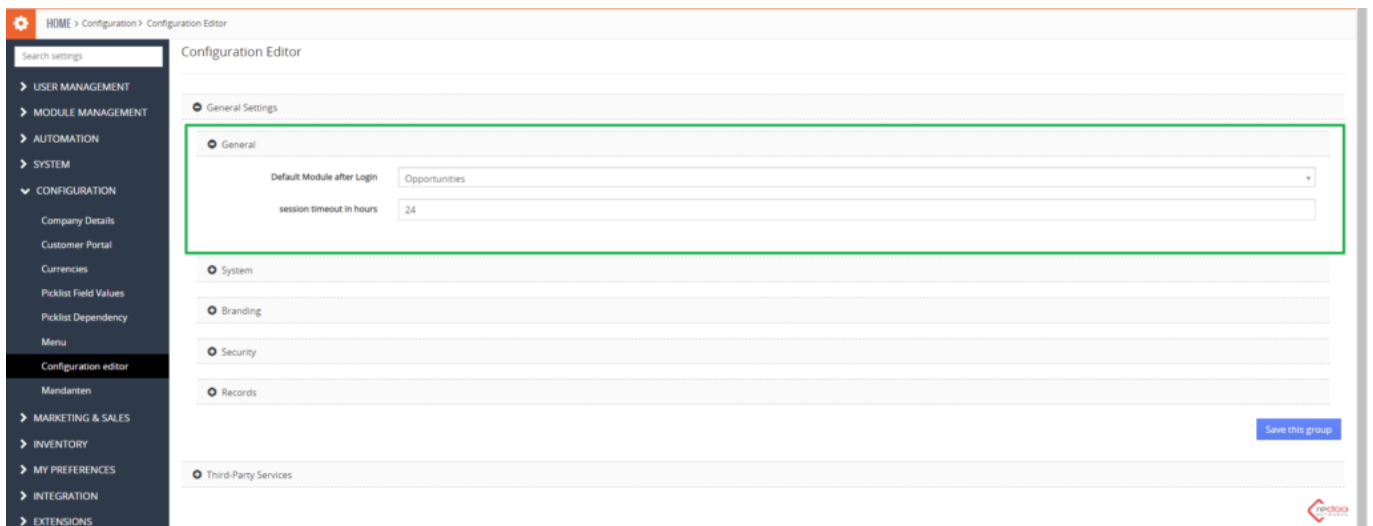 HOME > Configuration > Configuration Editor
Search settings
Configuration Editor
USER MANAGEMENT
MODULE MANAGEMENT
AUTOMATION
SYSTEM
CONFIGURATION
Company Details
Customer Portal
Currencies
Picklist Field Values
Picklist Dependency
Menu
Configuration editor
Mandanten
MARKETING & SALES
INVENTORY
MY PREFERENCES
INTEGRATION
EXTENSIONS
General Settings
General
Default Module after Login
Opportunities
session timeout in hours
24
System
Branding
Security
Records
Save this group
Third-Party Services
redoo
NETWORKS